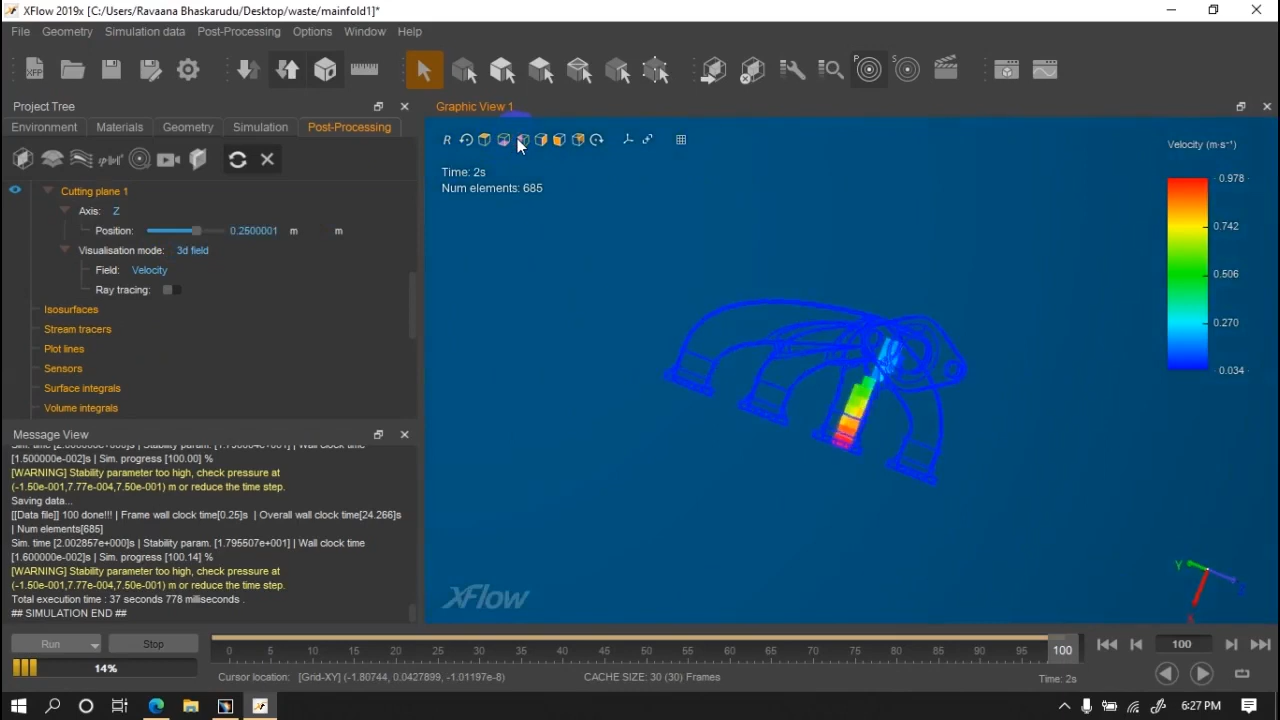 XFlow 2019x [C:/Users/Ravaana Bhaskarudu/Desktop/waste/mainfold1]*
File Geometry Simulation data Post-Processing Options Window Help
XFP
P
S
Project Tree
Graphic View 1
Environment Materials Geometry Simulation Post-Processing
R
Velocity (m·s⁻¹)
Time: 2s
Num elements: 685
0.978
0.742
0.506
0.270
0.034
Cutting plane 1
Axis: Z
Position: 0.2500001 m m
Visualisation mode: 3d field
Field: Velocity
Ray tracing:
Isosurfaces
Stream tracers
Plot lines
Sensors
Surface integrals
Volume integrals
Message View
[1.500000e-002]s | Sim. progress [100.00] %
[WARNING] Stability parameter too high, check pressure at
(-1.50e-001,7.77e-004,7.50e-001) m or reduce the time step.
Saving data...
[[Data file]] 100 done!!! | Frame wall clock time[0.25]s | Overall wall clock time[24.266]s
| Num elements[685]
Sim. time [2.002857e+000]s | Stability param. [1.795507e+001] | Wall clock time
[1.600000e-002]s | Sim. progress [100.14] %
[WARNING] Stability parameter too high, check pressure at
(-1.50e-001,7.77e-004,7.50e-001) m or reduce the time step.
Total execution time : 37 seconds 778 milliseconds .
## SIMULATION END ##
XFlow
Y
Z
X
Run Stop
14%
0 5 10 15 20 25 30 35 40 45 50 55 60 65 70 75 80 85 90 95 100
100
Cursor location: [Grid-XY] (-1.80744, 0.0427899, -1.01197e-8)
CACHE SIZE: 30 (30) Frames
Time: 2s
6:27 PM